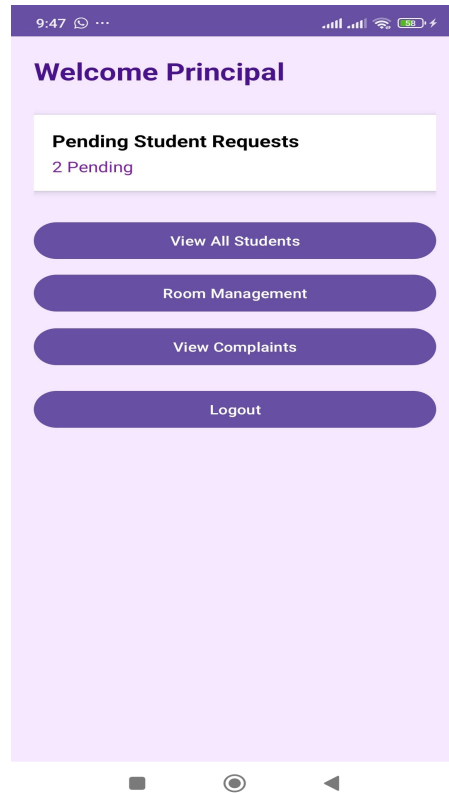 9:47 ...
58
Welcome Principal
Pending Student Requests
2 Pending
View All Students
Room Management
View Complaints
Logout